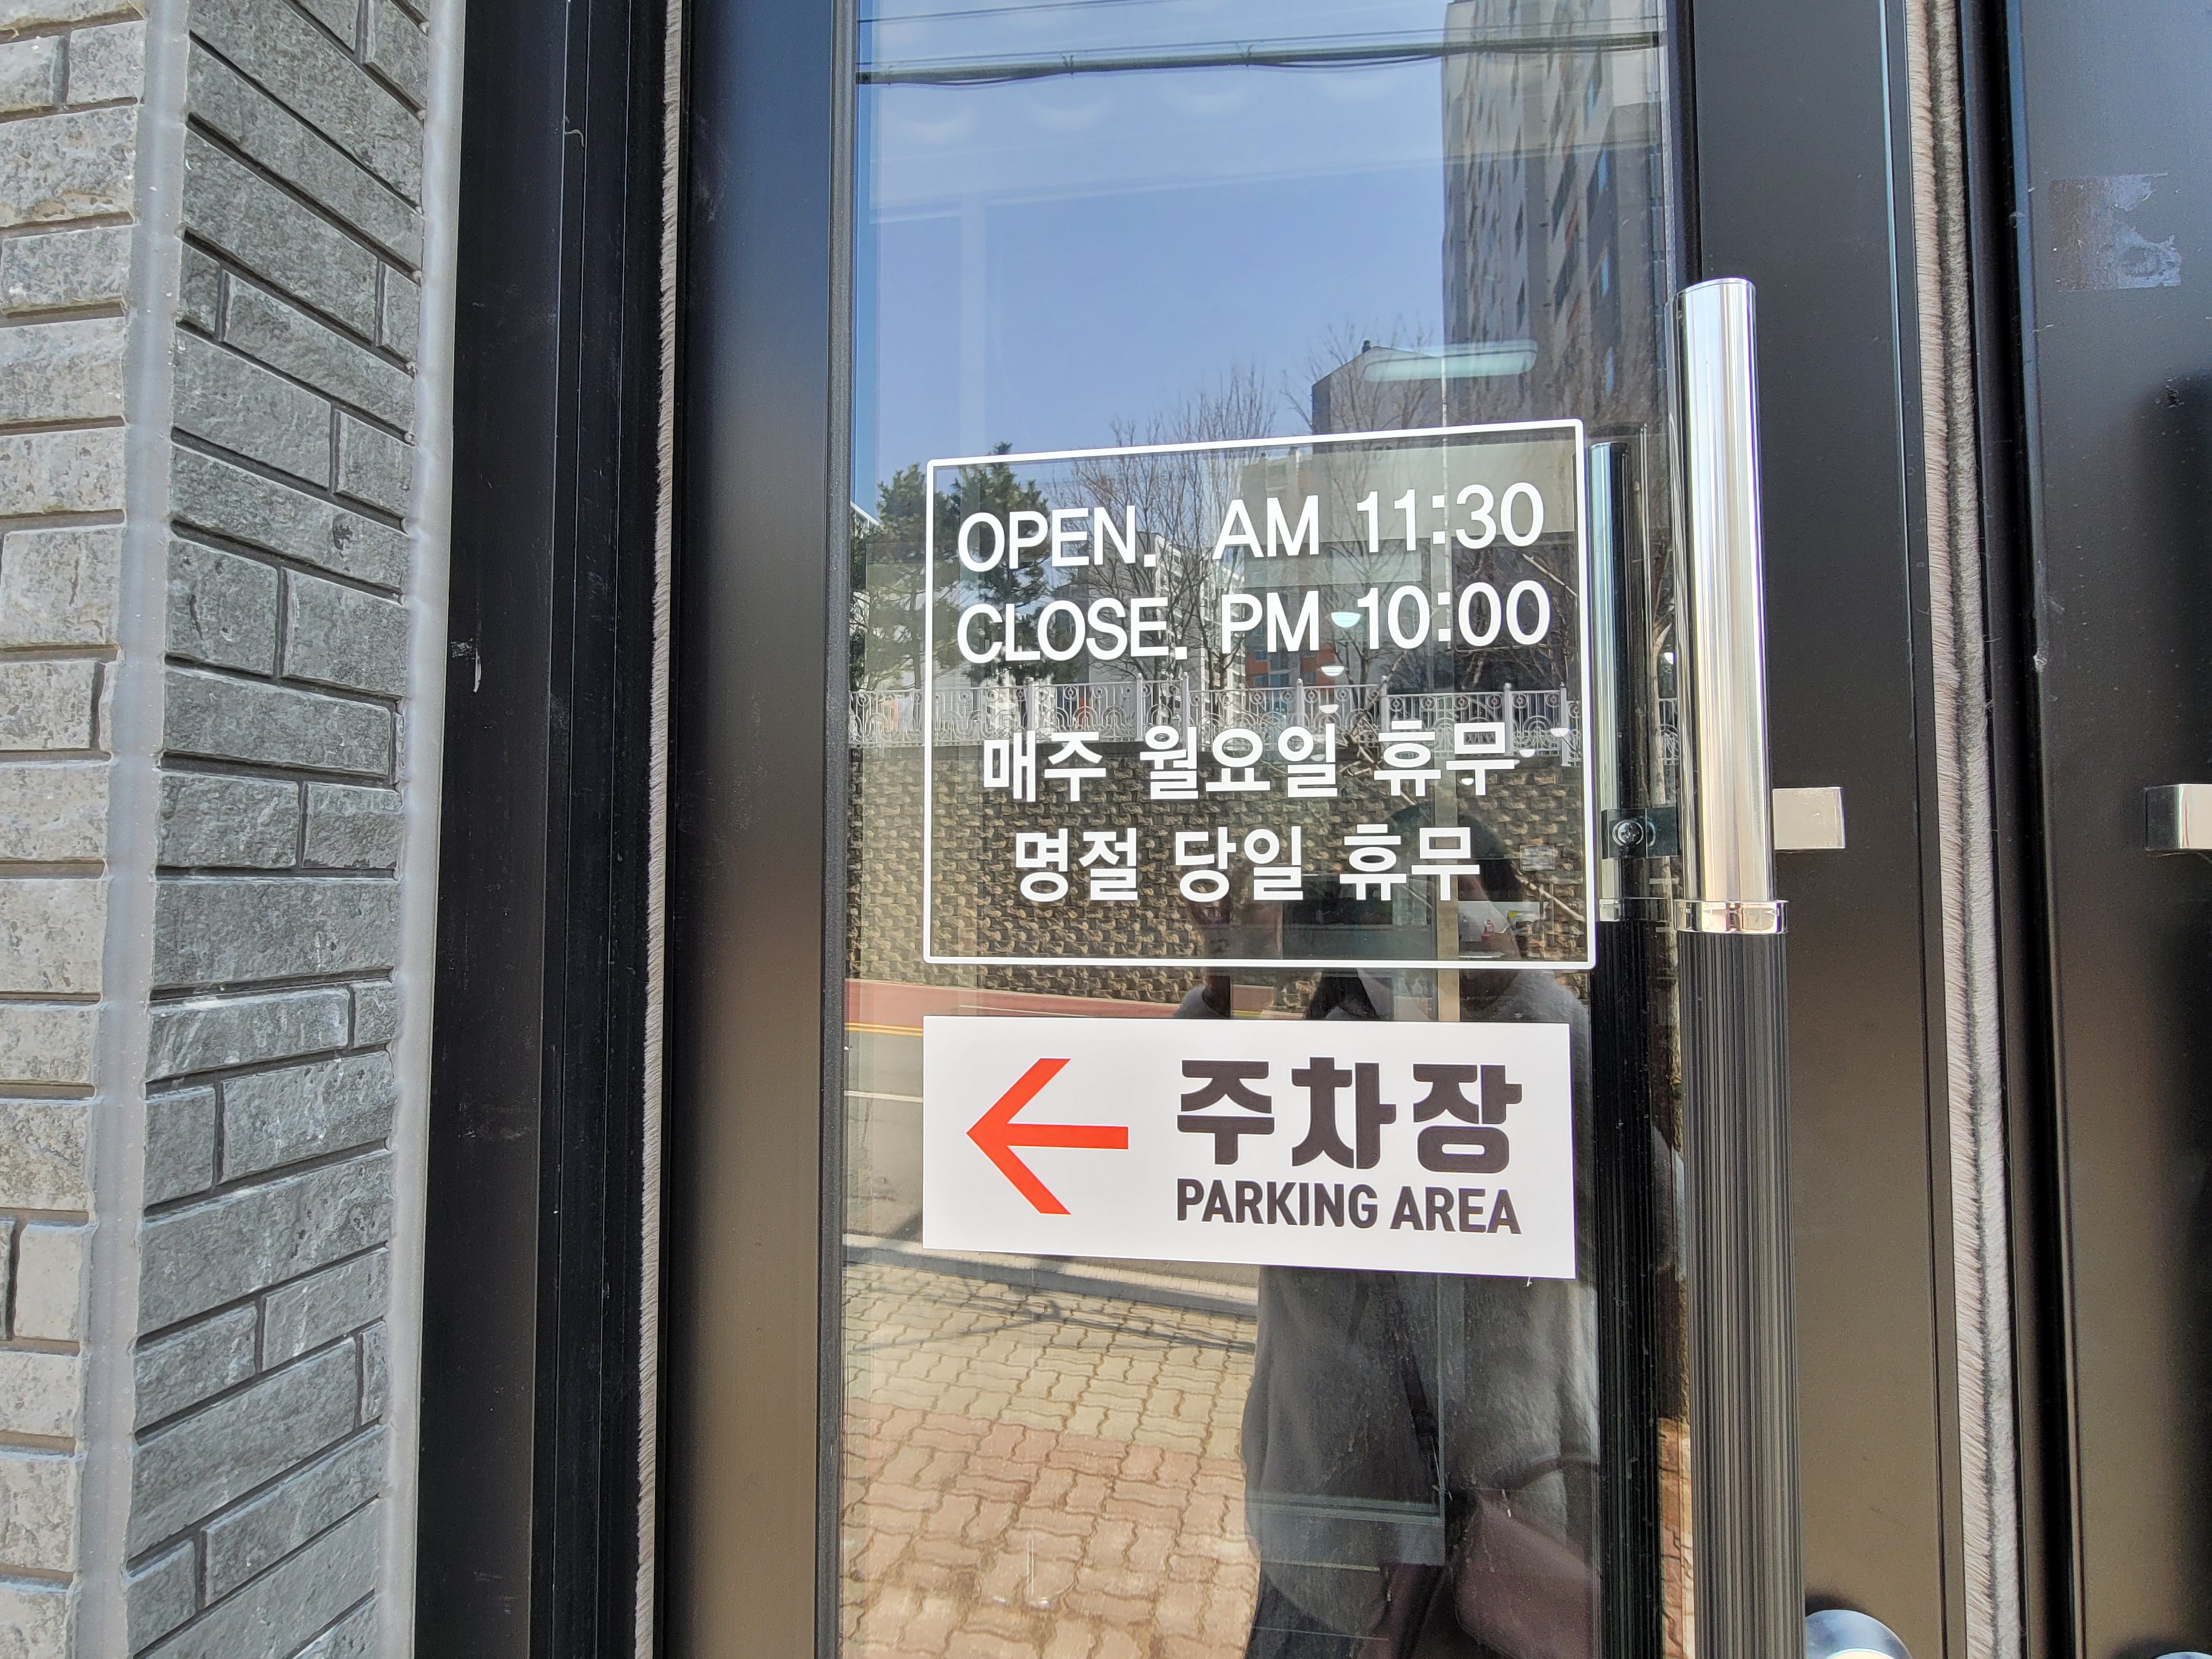 OPEN. AM 11:30
CLOSE. PM 10:00
매주 월요일 휴무
명절 당일 휴무
주차장
PARKING AREA